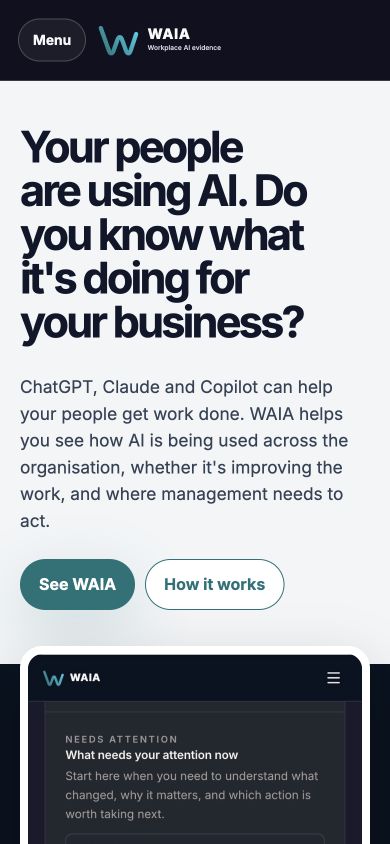 Menu
WAIA
Workplace AI evidence
Your people
are using AI. Do
you know what
it's doing for
your business?
ChatGPT, Claude and Copilot can help
your people get work done. WAIA helps
you see how AI is being used across the
organisation, whether it's improving the
work, and where management needs to
act.
See WAIA
How it works
WAIA
NEEDS ATTENTION
What needs your attention now
Start here when you need to understand what
changed, why it matters, and which action is
worth taking next.